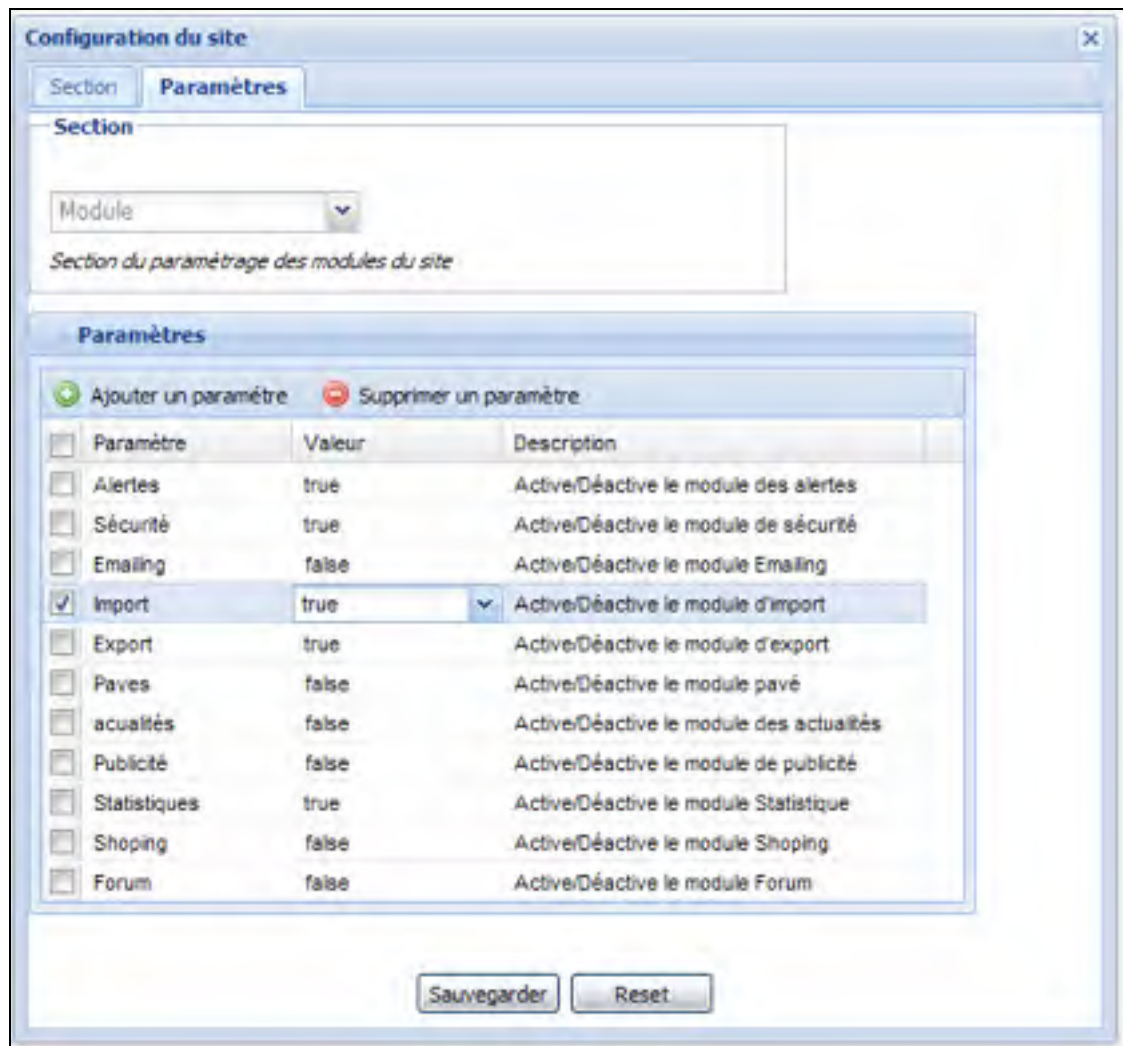 Configuration du site
Section Paramètres
Section
Module
Section du paramétrage des modules du site
Paramètres
Ajouter un paramétre Supprimer un paramètre
Paramètre Valeur Description
Alertes true Active/Déactive le module des alertes
Sécurité true Active/Déactive le module de sécurité
Emailing false Active/Déactive le module Emailing
Import true Active/Déactive le module d'import
Export true Active/Déactive le module d'export
Paves false Active/Déactive le module pavé
acualités false Active/Déactive le module des actualités
Publicité false Active/Déactive le module de publicité
Statistiques true Active/Déactive le module Statistique
Shoping false Active/Déactive le module Shoping
Forum false Active/Déactive le module Forum
Sauvegarder Reset